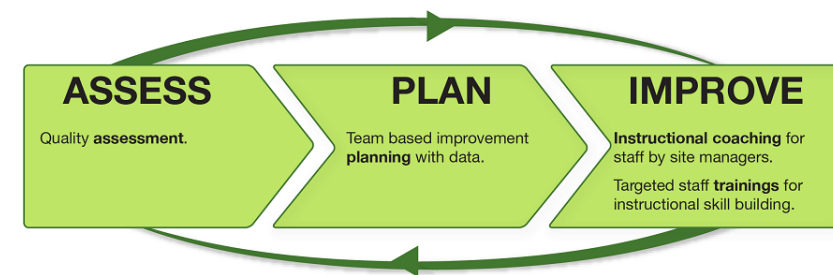 ASSESS
Quality assessment.
PLAN
Team based improvement
planning with data.
IMPROVE
Instructional coaching for
staff by site managers.
Targeted staff trainings for
instructional skill building.